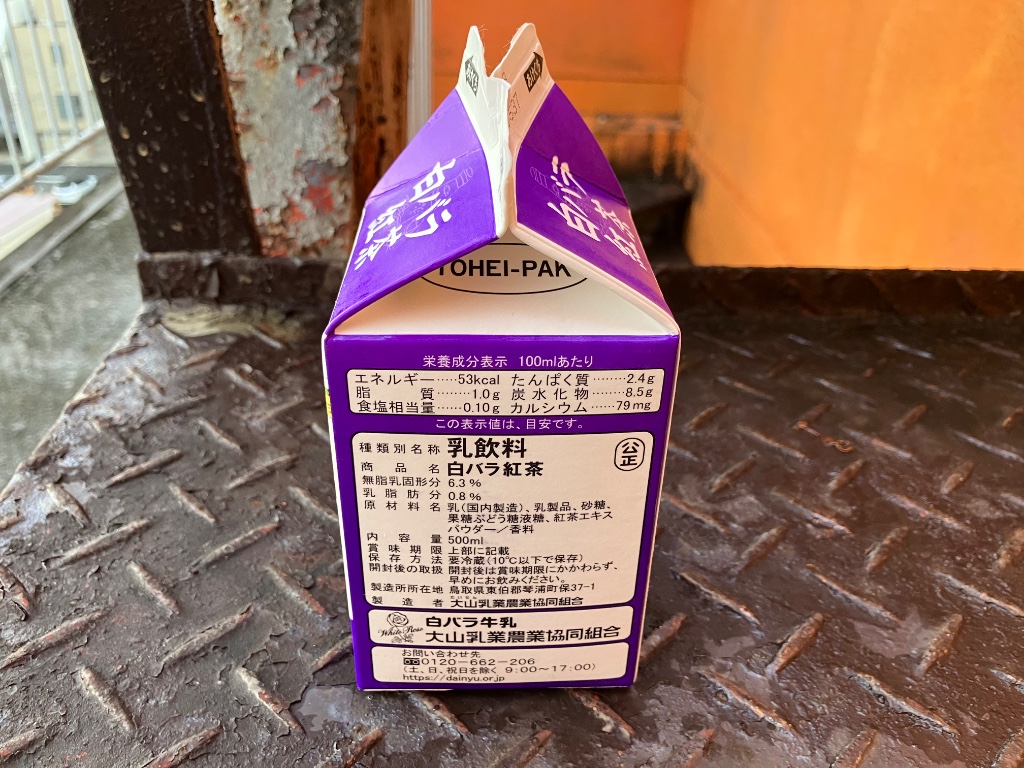 白バラ
紅茶
白バラ
紅茶
TOHEI-PAK
栄養成分表示 100mlあたり
エネルギー……53kcal たんぱく質………2.4g
脂質………1.0g 炭水化物………8.5g
食塩相当量……0.10g カルシウム……79mg
この表示値は、目安です。
種類別名称 乳飲料
公正
商品名 白バラ紅茶
無脂乳固形分 6.3%
乳脂肪分 0.8%
原材料名 乳(国内製造)、乳製品、砂糖、
果糖ぶどう糖液糖、紅茶エキス
パウダー／香料
内容量 500ml
賞味期限 上部に記載
保存方法 要冷蔵(10℃以下で保存)
開封後の取扱 開封後は賞味期限にかかわらず、
早めにお飲みください。
製造所所在地 鳥取県東伯郡琴浦町保37-1
製造者 大山乳業農業協同組合
White Rose
白バラ牛乳
大山乳業農業協同組合
お問い合わせ先
0120-662-206
(土、日、祝日を除く 9:00～17:00)
https://dainyu.or.jp